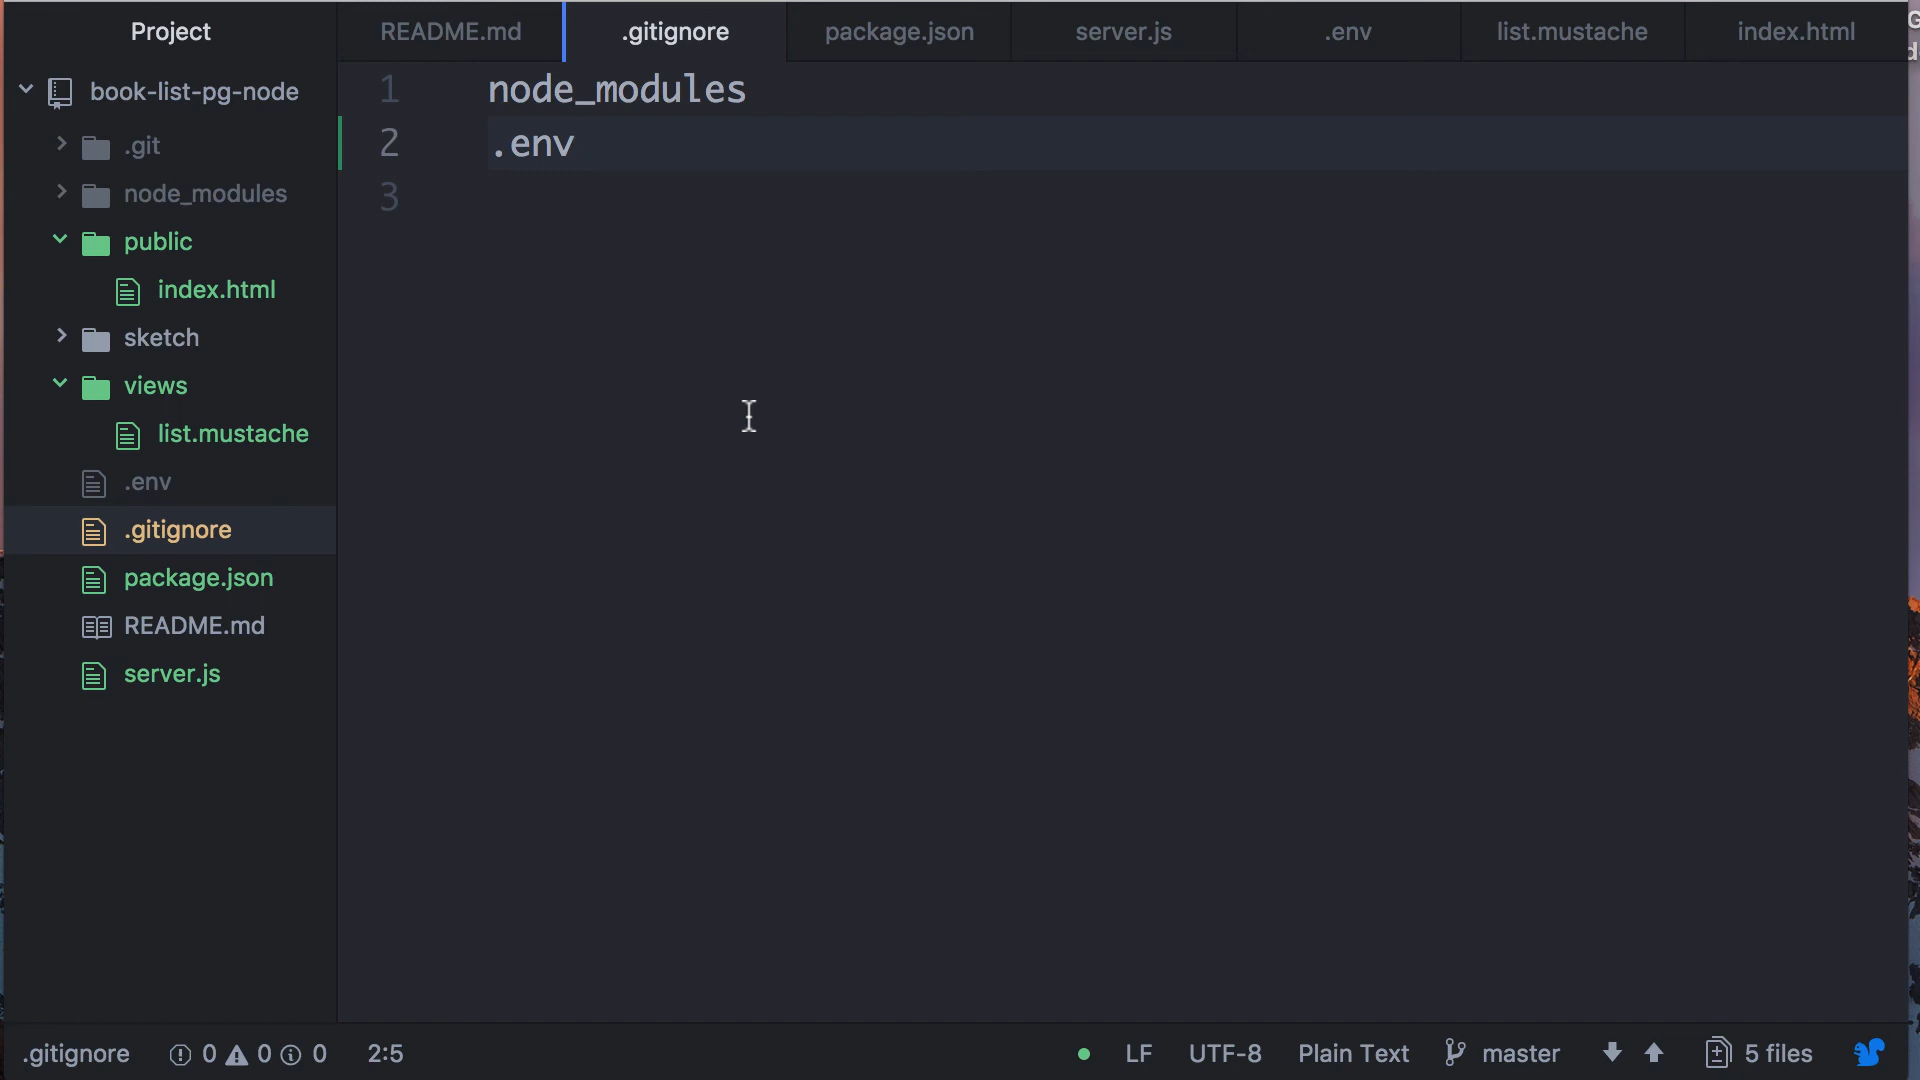 Project
README.md
.gitignore
package.json
server.js
.env
list.mustache
index.html
book-list-pg-node
.git
node_modules
public
index.html
sketch
views
list.mustache
.env
.gitignore
package.json
README.md
server.js
1 node_modules
2 .env
3
.gitignore 0 0 0 2:5 LF UTF-8 Plain Text master 5 files